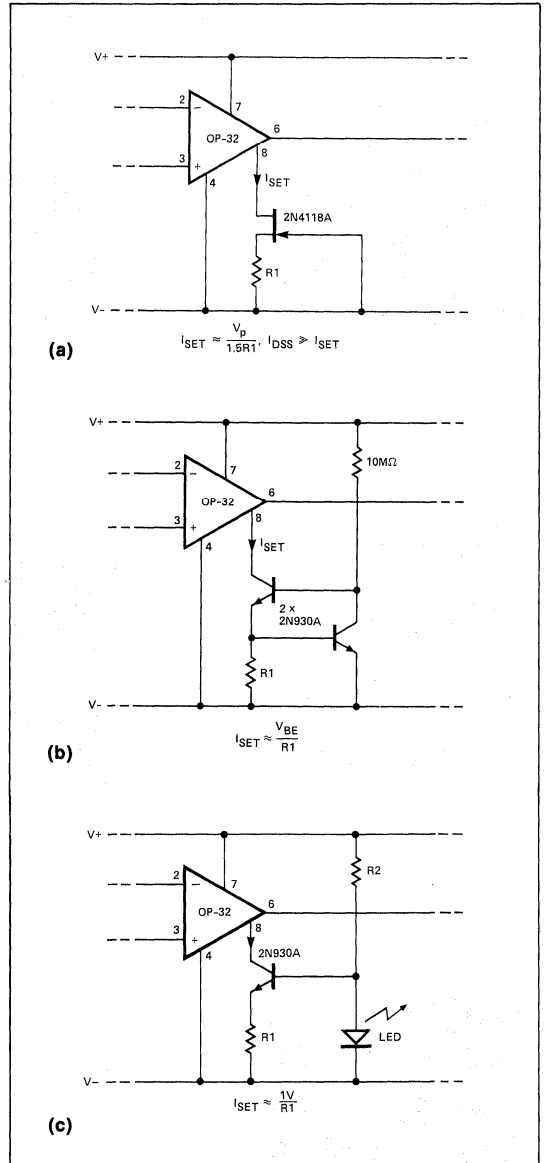 V+
2
−
7
OP-32
6
3
+
8
4
I_SET
2N4118A
R1
V−
I_SET ≈ V_p / 1.5R1, I_DSS ≫ I_SET
(a)
V+
10MΩ
2
−
7
OP-32
6
3
+
8
4
I_SET
2 ×
2N930A
R1
V−
I_SET ≈ V_BE / R1
(b)
V+
R2
2
−
7
OP-32
6
3
+
8
4
2N930A
R1
LED
V−
I_SET ≈ 1V / R1
(c)